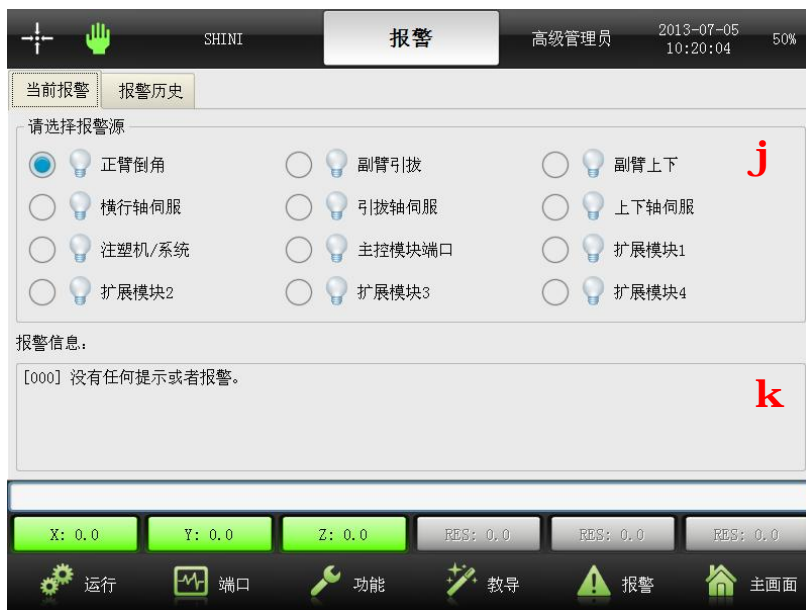 SHINI 报警 高级管理员 2013-07-05 50%
10:20:04
当前报警 报警历史
请选择报警源
j
正臂倒角 副臂引拔 副臂上下
横行轴伺服 引拔轴伺服 上下轴伺服
注塑机/系统 主控模块端口 扩展模块1
扩展模块2 扩展模块3 扩展模块4
报警信息:
[000] 没有任何提示或者报警。
k
X: 0.0 Y: 0.0 Z: 0.0 RES: 0.0 RES: 0.0 RES: 0.0
运行 端口 功能 教导 报警 主画面